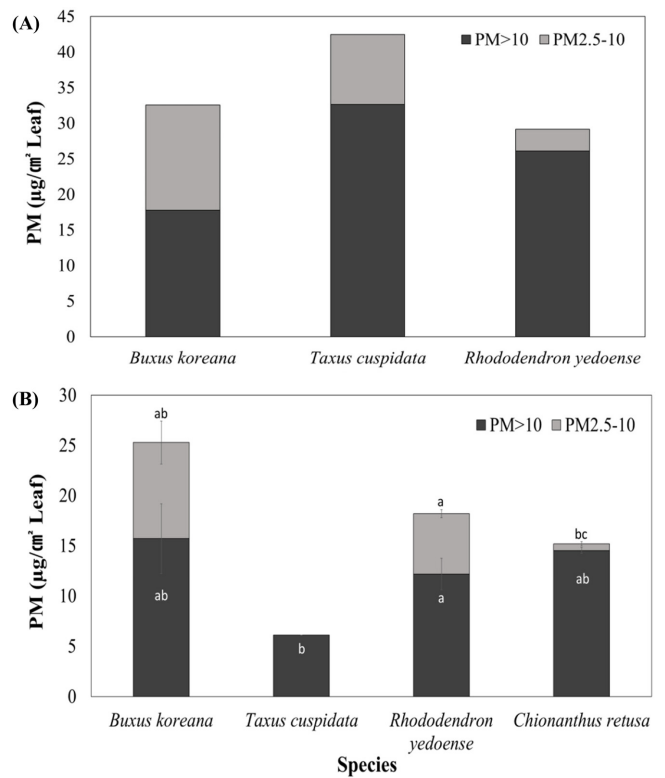 (A)
45
40
35
30
25
20
15
10
5
0
PM (µg/㎠ Leaf)
PM>10 PM2.5-10
Buxus koreana Taxus cuspidata Rhododendron yedoense
(B)
30
25
20
15
10
5
0
PM (µg/㎠ Leaf)
PM>10 PM2.5-10
ab
a
bc
ab
b
a
ab
Buxus koreana Taxus cuspidata Rhododendron Chionanthus retusa
yedoense
Species